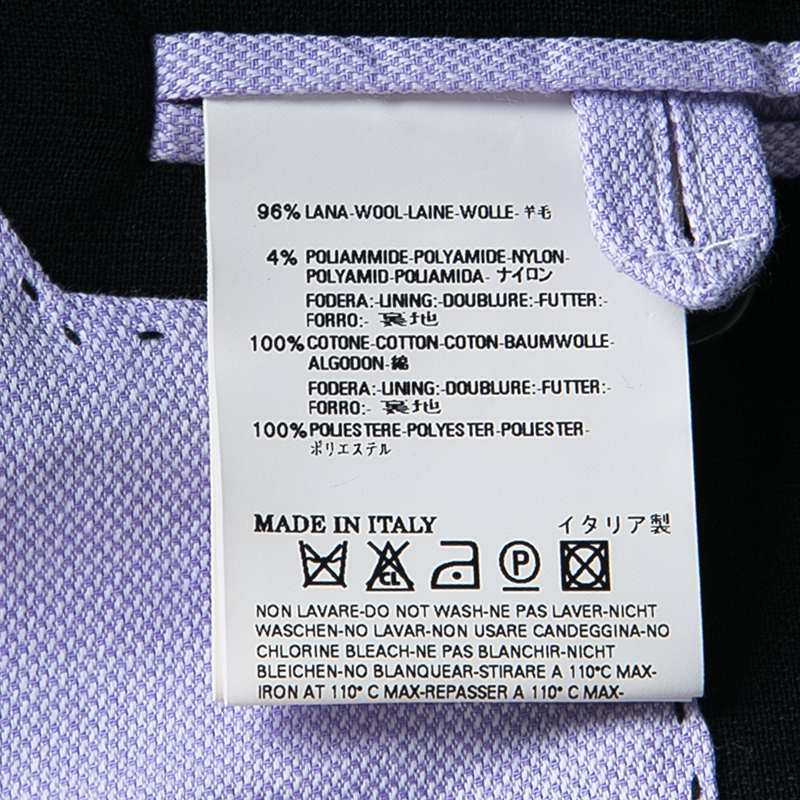 96% LANA-WOOL-LAINE-WOLLE- 羊毛
4% POLIAMMIDE-POLYAMIDE-NYLON-
POLYAMID-POLIAMIDA- ナイロン
FODERA:-LINING:-DOUBLURE:-FUTTER:-
FORRO:- 裏地
100% COTONE-COTTON-COTON-BAUMWOLLE-
ALGODON-綿
FODERA:-LINING:-DOUBLURE:-FUTTER:-
FORRO:- 裏地
100% POLIESTERE-POLYESTER-POLIESTER-
ポリエステル
MADE IN ITALY イタリア製
CL P
NON LAVARE-DO NOT WASH-NE PAS LAVER-NICHT
WASCHEN-NO LAVAR-NON USARE CANDEGGINA-NO
CHLORINE BLEACH-NE PAS BLANCHIR-NICHT
BLEICHEN-NO BLANQUEAR-STIRARE A 110°C MAX-
IRON AT 110° C MAX-REPASSER A 110° C MAX-